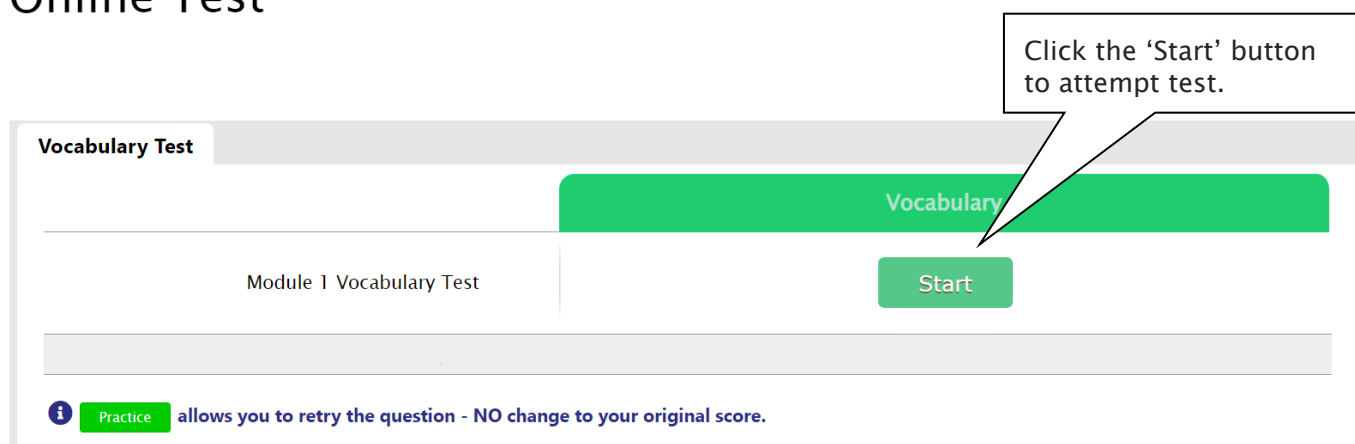 Online Test
Click the ‘Start’ button
to attempt test.
Vocabulary Test
Vocabulary
Module 1 Vocabulary Test
Start
Practice allows you to retry the question - NO change to your original score.